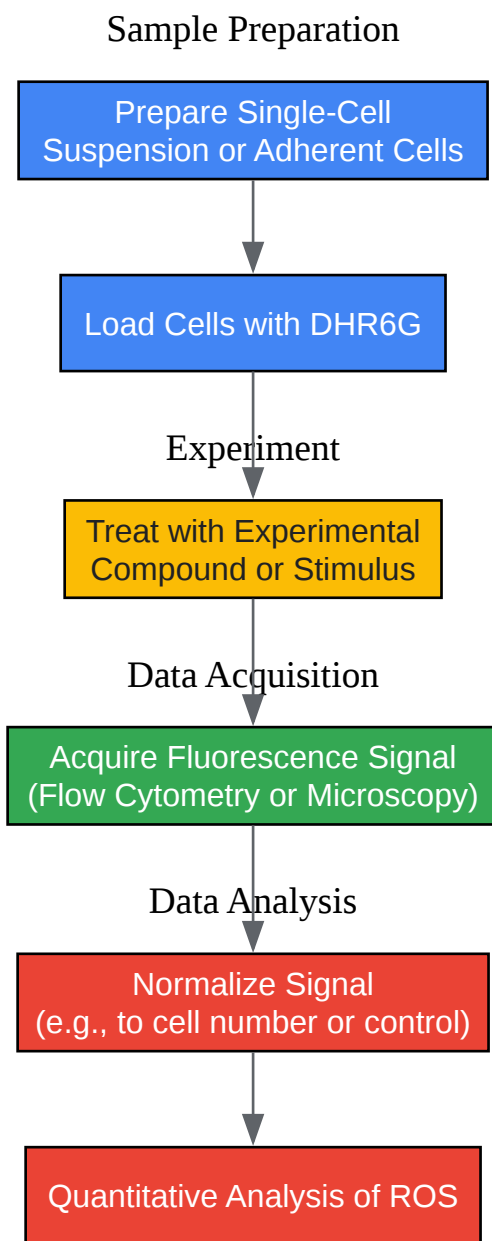 Sample Preparation
Prepare Single-Cell
Suspension or Adherent Cells
Load Cells with DHR6G
Experiment
Treat with Experimental
Compound or Stimulus
Data Acquisition
Acquire Fluorescence Signal
(Flow Cytometry or Microscopy)
Data Analysis
Normalize Signal
(e.g., to cell number or control)
Quantitative Analysis of ROS